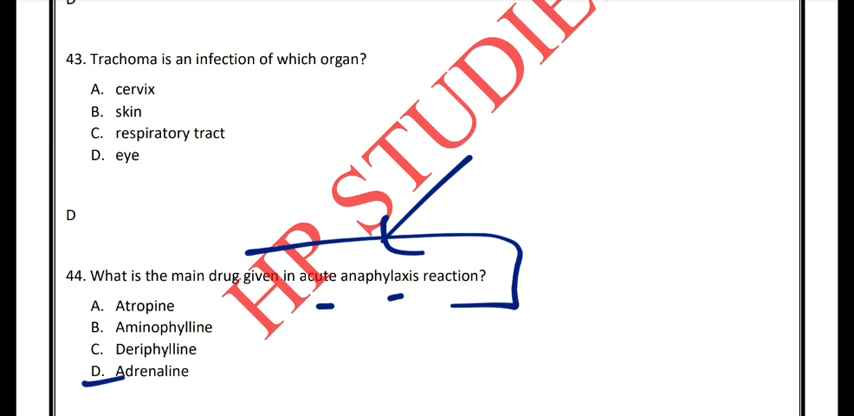 43. Trachoma is an infection of which organ?
A. cervix
B. skin
C. respiratory tract
D. eye
D
44. What is the main drug given in acute anaphylaxis reaction?
A. Atropine
B. Aminophylline
C. Deriphylline
D. Adrenaline
HP STUDIE